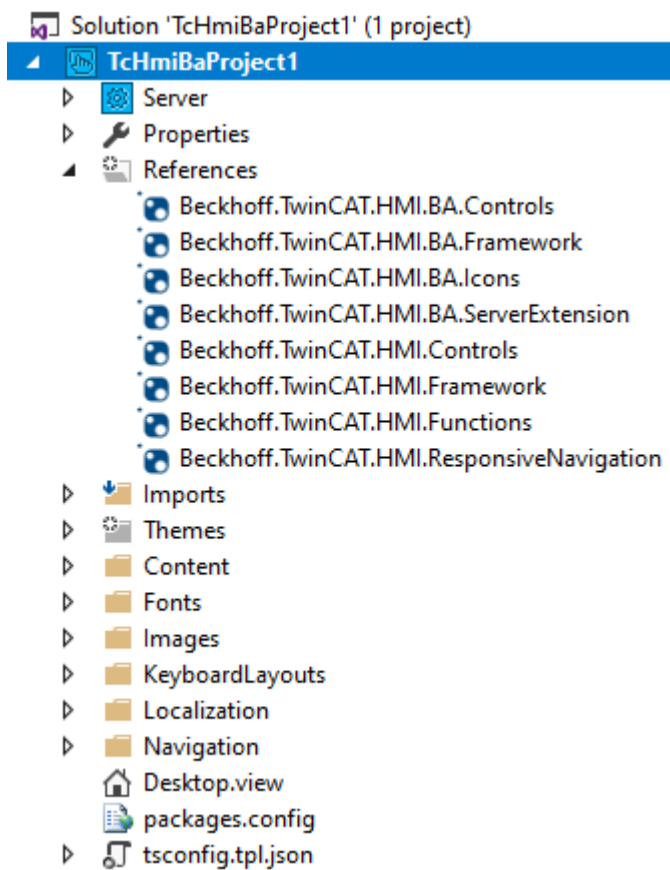 Solution 'TcHmiBaProject1' (1 project)
TcHmiBaProject1
Server
Properties
References
Beckhoff.TwinCAT.HMI.BA.Controls
Beckhoff.TwinCAT.HMI.BA.Framework
Beckhoff.TwinCAT.HMI.BA.Icons
Beckhoff.TwinCAT.HMI.BA.ServerExtension
Beckhoff.TwinCAT.HMI.Controls
Beckhoff.TwinCAT.HMI.Framework
Beckhoff.TwinCAT.HMI.Functions
Beckhoff.TwinCAT.HMI.ResponsiveNavigation
Imports
Themes
Content
Fonts
Images
KeyboardLayouts
Localization
Navigation
Desktop.view
packages.config
tsconfig.tpl.json